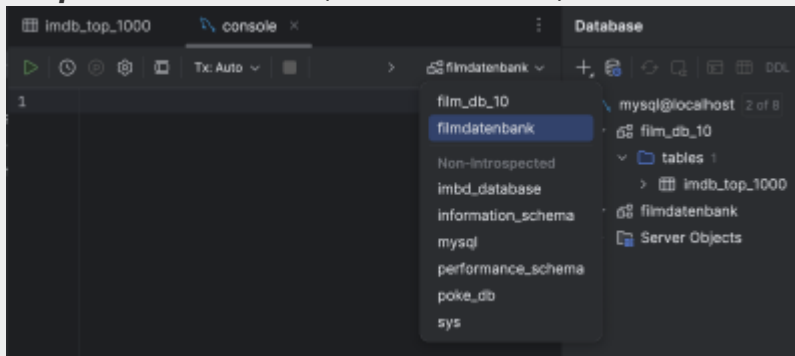 imdb_top_1000 console Database
Tx: Auto filmdatenbank DDL
1
film_db_10
filmdatenbank
Non-Introspected
imbd_database
information_schema
mysql
performance_schema
poke_db
sys
mysql@localhost 2 of 8
film_db_10
tables 1
imdb_top_1000
filmdatenbank
Server Objects